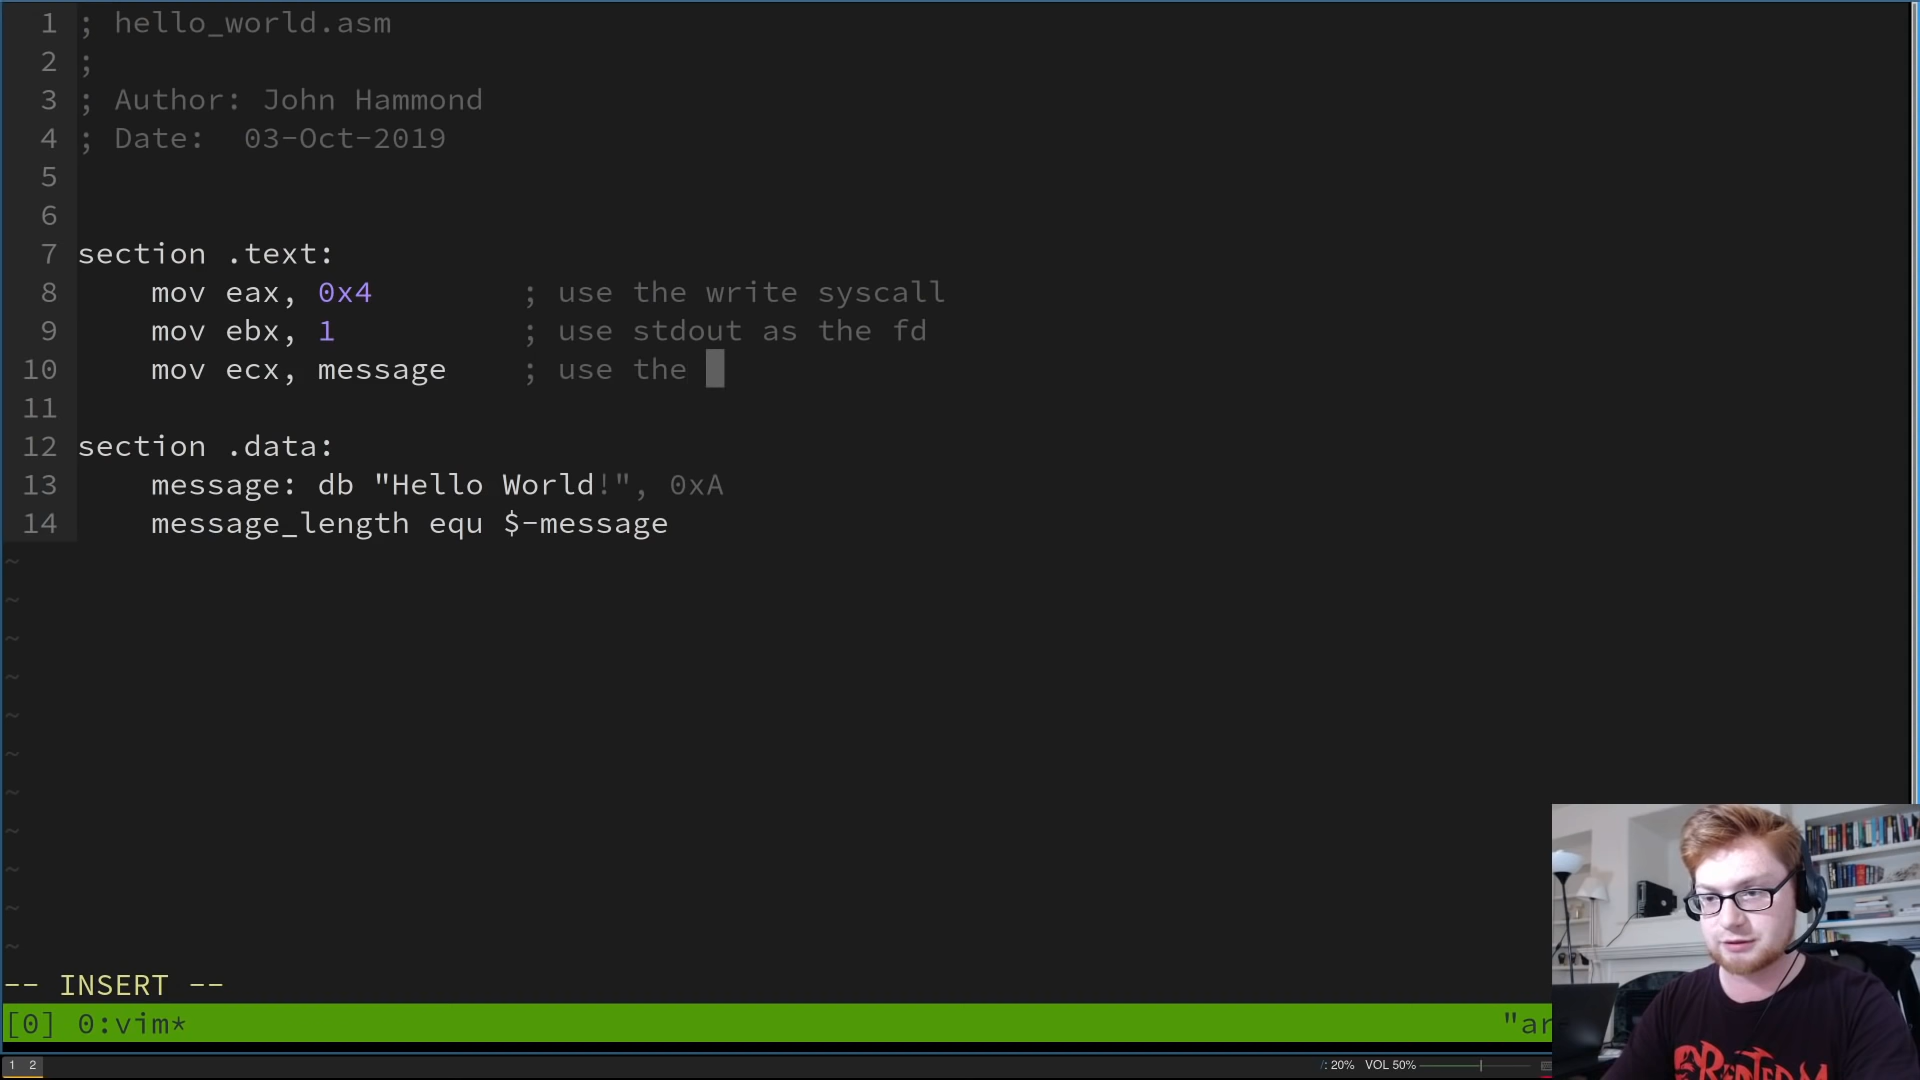 1 ; hello_world.asm
2 ;
3 ; Author: John Hammond
4 ; Date:  03-Oct-2019
5
6
7 section .text:
8     mov eax, 0x4        ; use the write syscall
9     mov ebx, 1          ; use stdout as the fd
10     mov ecx, message    ; use the
11
12 section .data:
13     message: db "Hello World!", 0xA
14     message_length equ $-message
~
~
~
~
~
~
~
~
~
~
~
-- INSERT --
[0] 0:vim* "ar
1 2 /: 20% VOL 50%